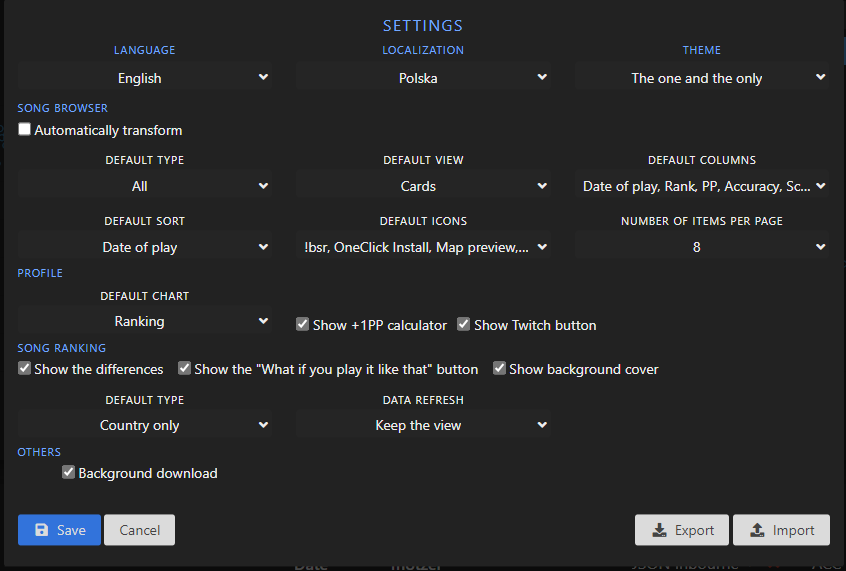 SETTINGS
LANGUAGE LOCALIZATION THEME
English Polska The one and the only
SONG BROWSER
Automatically transform
DEFAULT TYPE DEFAULT VIEW DEFAULT COLUMNS
All Cards Date of play, Rank, PP, Accuracy, Sc...
DEFAULT SORT DEFAULT ICONS NUMBER OF ITEMS PER PAGE
Date of play !bsr, OneClick Install, Map preview,... 8
PROFILE
DEFAULT CHART
Ranking Show +1PP calculator Show Twitch button
SONG RANKING
Show the differences Show the "What if you play it like that" button Show background cover
DEFAULT TYPE DATA REFRESH
Country only Keep the view
OTHERS
Background download
Save Cancel Export Import